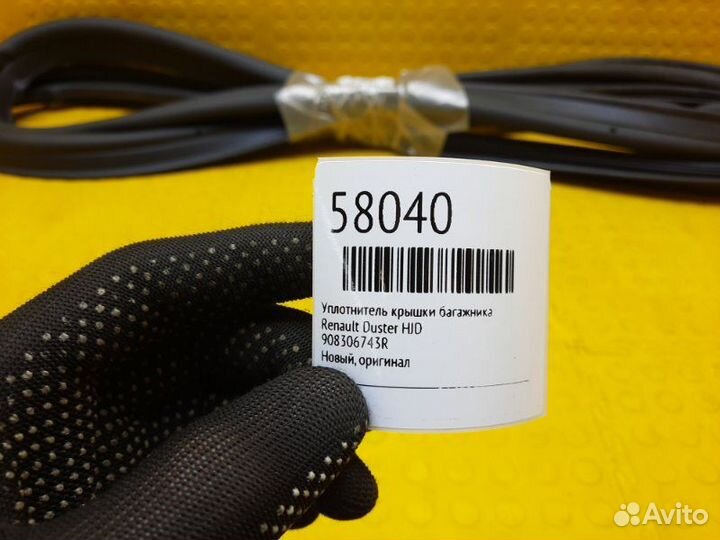 58040
Уплотнитель крышки багажника
Renault Duster HJD
908306743R
Новый, оригинал
Avito